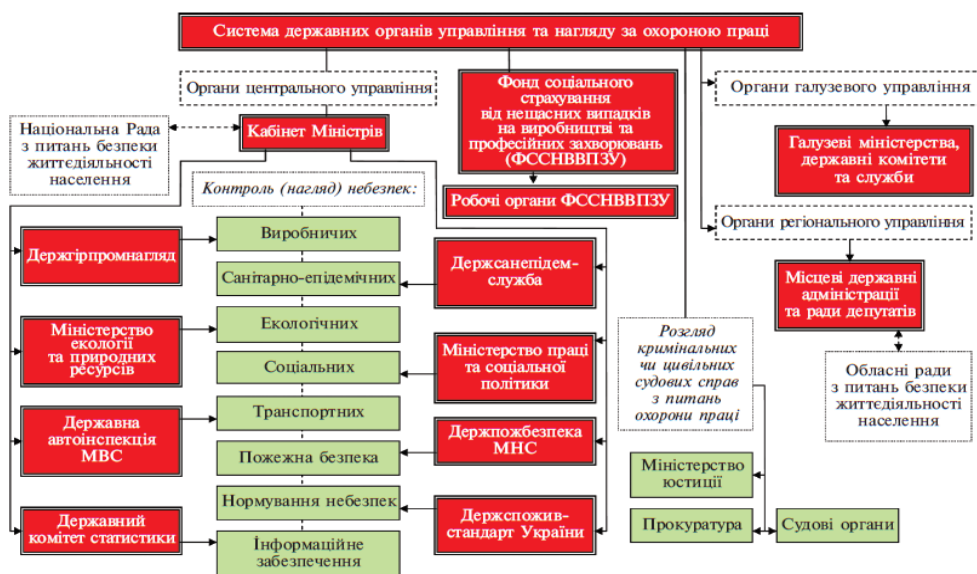 Система державних органів управління та нагляду за охороною праці
Органи центрального управління
Національна Рада
з питань безпеки
життєдіяльності
населення
Кабінет Міністрів
Фонд соціального
страхування
від нещасних випадків
на виробництві та
професійних захворювань
(ФССНВВПЗУ)
Робочі органи ФССНВВПЗУ
Органи галузевого управління
Галузеві міністерства,
державні комітети
та служби
Органи регіонального управління
Місцеві державні
адміністрації
та ради депутатів
Обласні ради
з питань безпеки
життєдіяльності
населення
Контроль (нагляд) небезпек:
Держгірпромнагляд
Міністерство
екології
та природних
ресурсів
Державна
автоінспекція
МВС
Державний
комітет статистики
Виробничих
Санітарно-епідемічних
Екологічних
Соціальних
Транспортних
Пожежна безпека
Нормування небезпек
Інформаційне
забезпечення
Держсанепідем-
служба
Міністерство праці
та соціальної
політики
Держпожбезпека
МНС
Держспожив-
стандарт України
Розгляд
кримінальних
чи цивільних
судових справ
з питань
охорони праці
Міністерство
юстиції
Прокуратура
Судові органи